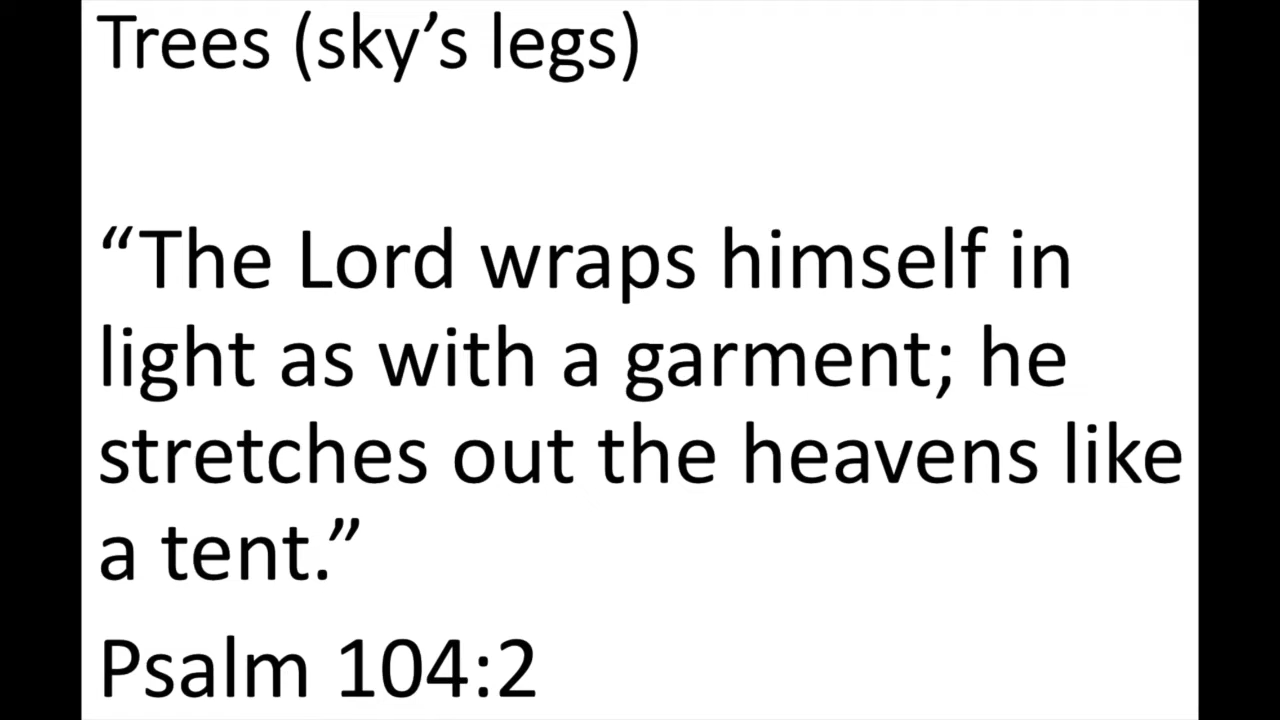 Trees (sky’s legs)
“The Lord wraps himself in
light as with a garment; he
stretches out the heavens like
a tent.”
Psalm 104:2